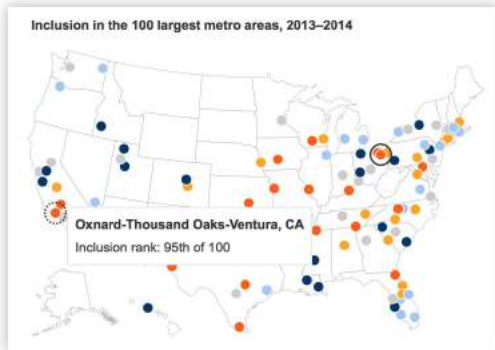 Inclusion in the 100 largest metro areas, 2013–2014
Oxnard-Thousand Oaks-Ventura, CA
Inclusion rank: 95th of 100